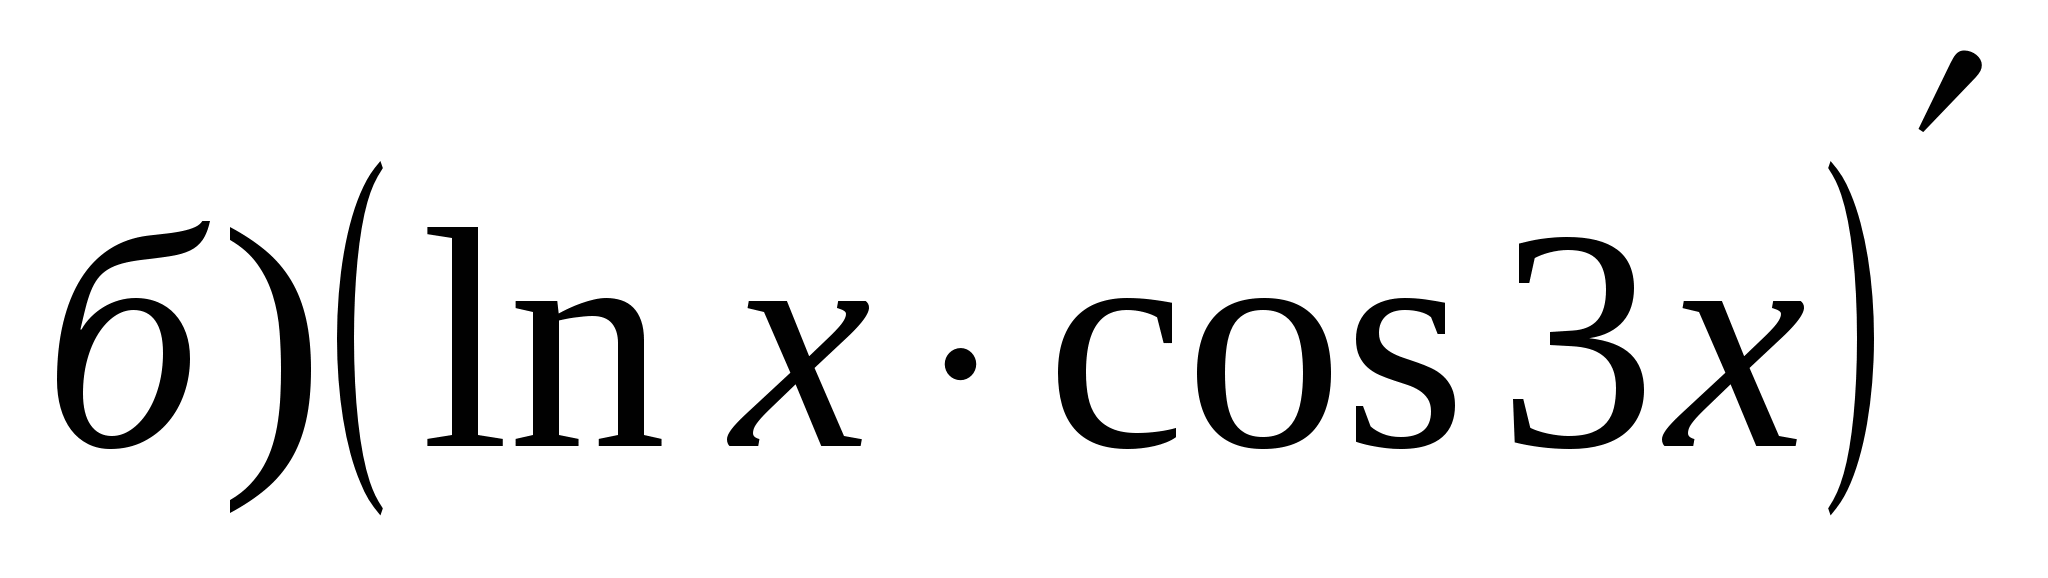 б)(ln x · cos 3x)′